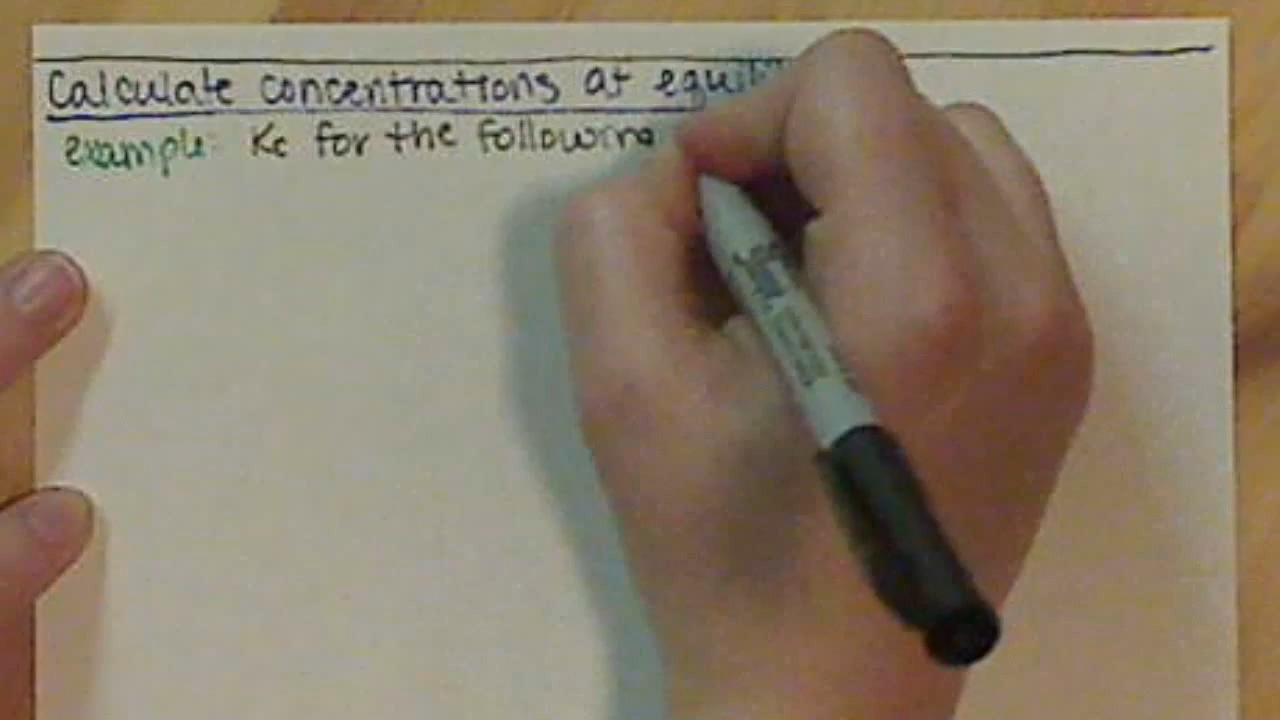 Calculate concentrations at
example: Kc for the following